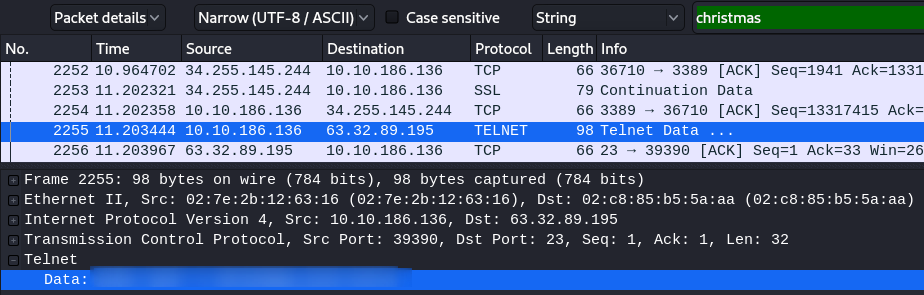 Packet details Narrow (UTF-8 / ASCII) Case sensitive String christmas
No. Time Source Destination Protocol Length Info
2252 10.964702 34.255.145.244 10.10.186.136 TCP 66 36710 → 3389 [ACK] Seq=1941 Ack=1331
2253 11.202321 34.255.145.244 10.10.186.136 SSL 79 Continuation Data
2254 11.202358 10.10.186.136 34.255.145.244 TCP 66 3389 → 36710 [ACK] Seq=13317415 Ack=
2255 11.203444 10.10.186.136 63.32.89.195 TELNET 98 Telnet Data ...
2256 11.203967 63.32.89.195 10.10.186.136 TCP 66 23 → 39390 [ACK] Seq=1 Ack=33 Win=26
Frame 2255: 98 bytes on wire (784 bits), 98 bytes captured (784 bits)
Ethernet II, Src: 02:7e:2b:12:63:16 (02:7e:2b:12:63:16), Dst: 02:c8:85:b5:5a:aa (02:c8:85:b5:5a:aa)
Internet Protocol Version 4, Src: 10.10.186.136, Dst: 63.32.89.195
Transmission Control Protocol, Src Port: 39390, Dst Port: 23, Seq: 1, Ack: 1, Len: 32
Telnet
Data: